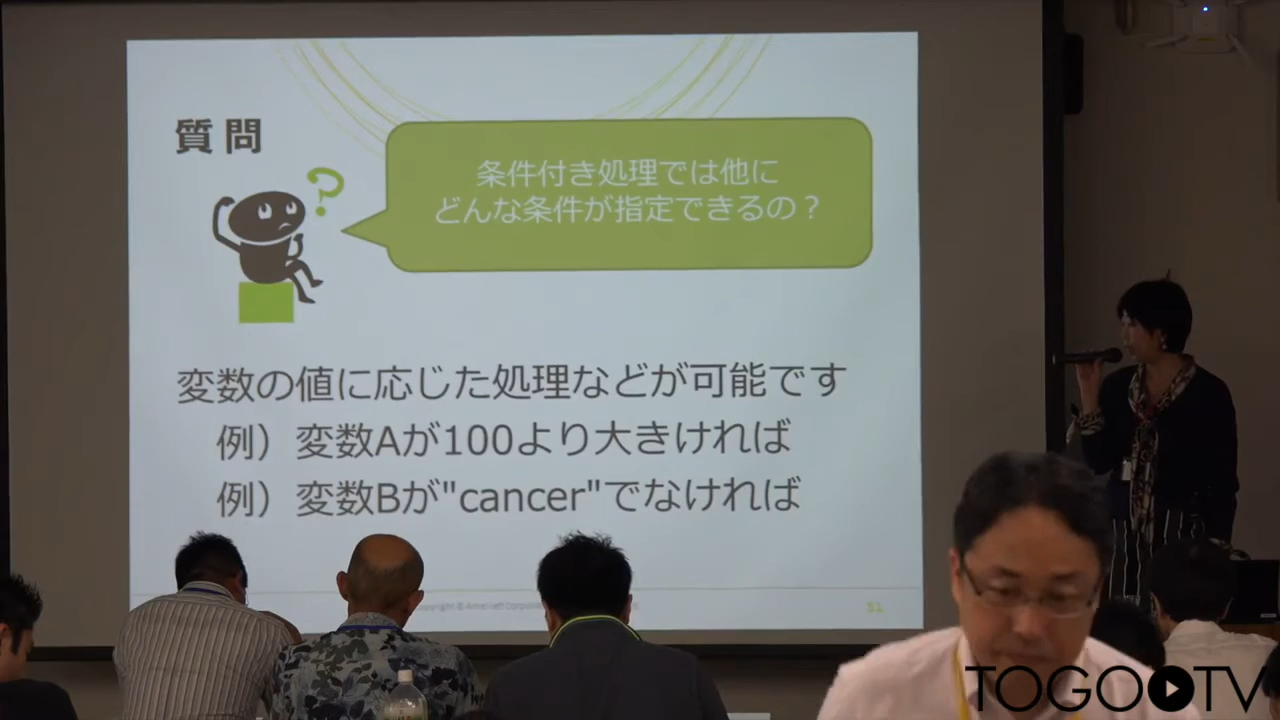 質問
?
条件付き処理では他に
どんな条件が指定できるの？
変数の値に応じた処理などが可能です
例）変数Aが100より大きければ
例）変数Bが"cancer"でなければ
51
TOGOTV